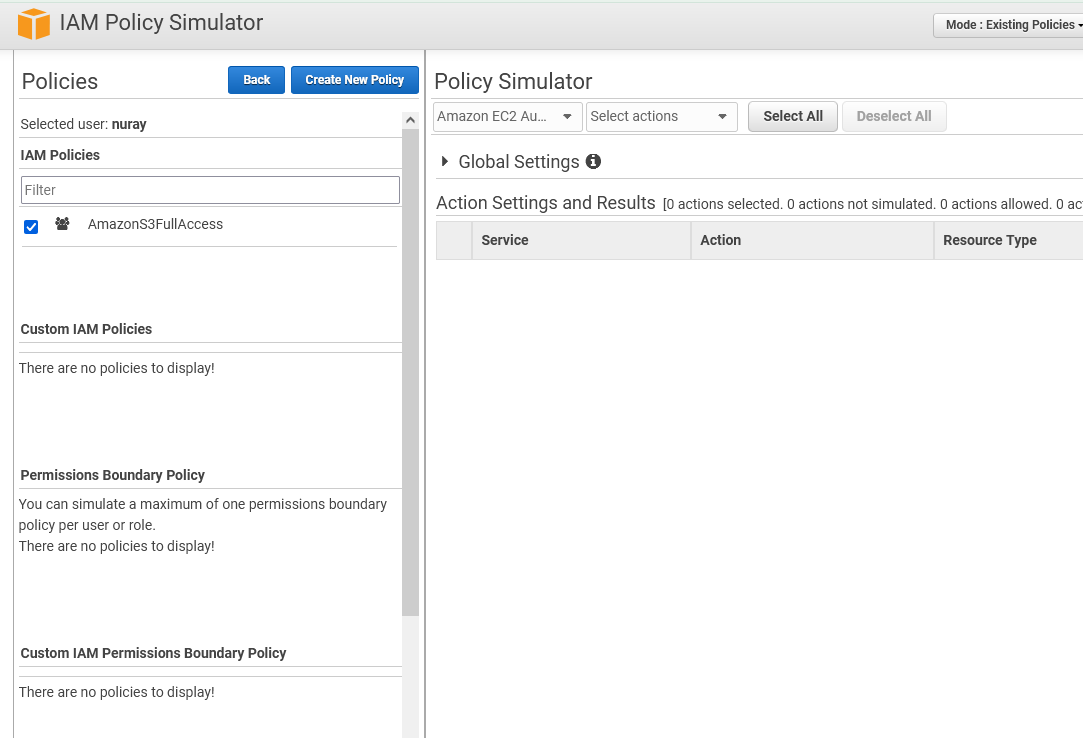 IAM Policy Simulator
Mode : Existing Policies
Policies
Back
Create New Policy
Selected user: nuray
IAM Policies
Filter
AmazonS3FullAccess
Custom IAM Policies
There are no policies to display!
Permissions Boundary Policy
You can simulate a maximum of one permissions boundary
policy per user or role.
There are no policies to display!
Custom IAM Permissions Boundary Policy
There are no policies to display!
Policy Simulator
Amazon EC2 Au...
Select actions
Select All
Deselect All
Global Settings
Action Settings and Results [0 actions selected. 0 actions not simulated. 0 actions allowed. 0 ac
Service
Action
Resource Type